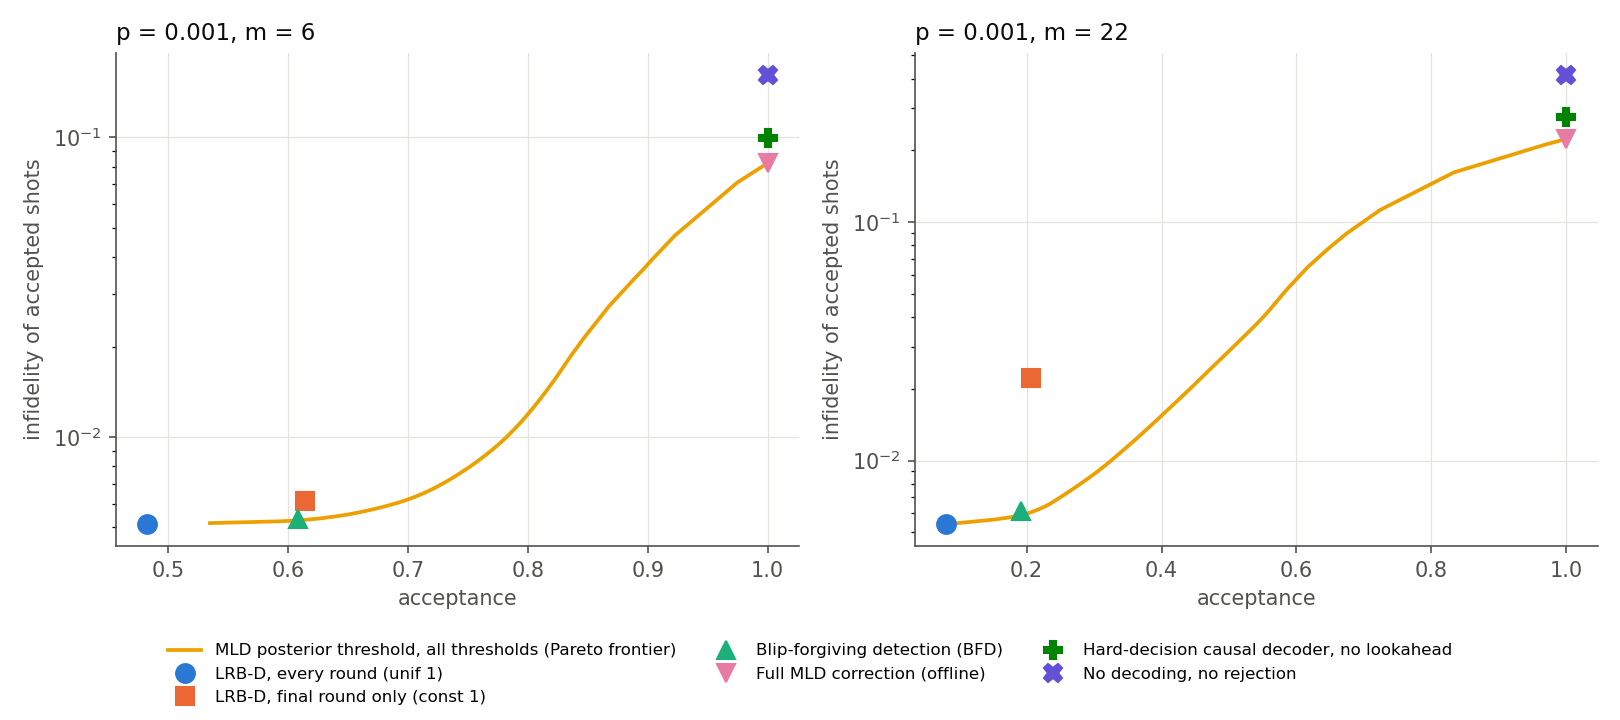 p = 0.001, m = 6
infidelity of accepted shots
10⁻¹
10⁻²
0.5 0.6 0.7 0.8 0.9 1.0
acceptance
p = 0.001, m = 22
infidelity of accepted shots
10⁻¹
10⁻²
0.2 0.4 0.6 0.8 1.0
acceptance
MLD posterior threshold, all thresholds (Pareto frontier)
LRB-D, every round (unif 1)
LRB-D, final round only (const 1)
Blip-forgiving detection (BFD)
Full MLD correction (offline)
Hard-decision causal decoder, no lookahead
No decoding, no rejection